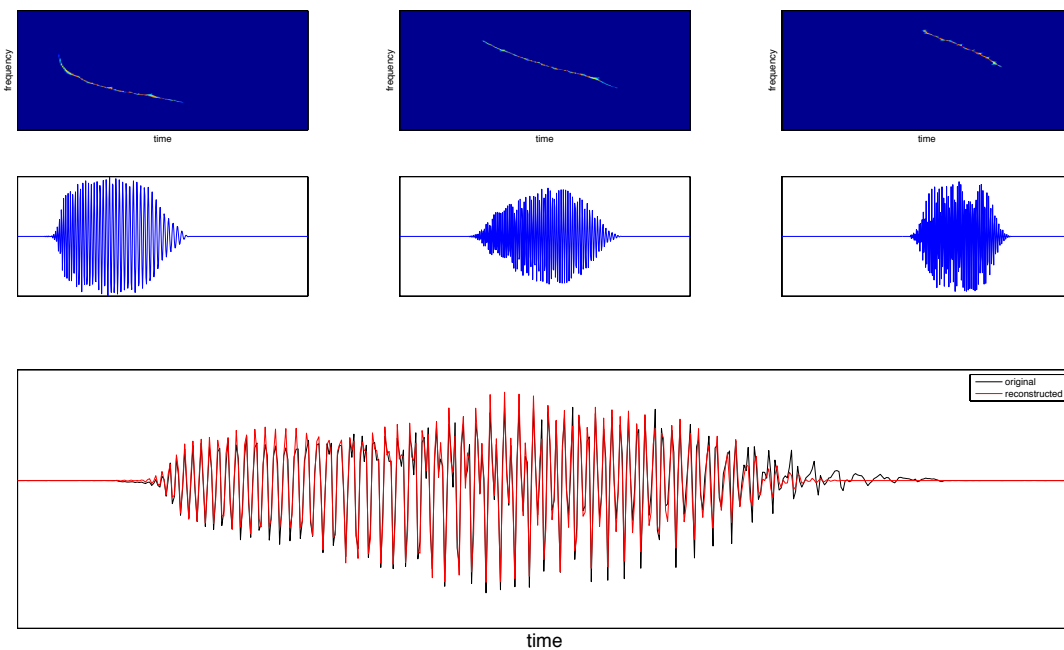 frequency
time
frequency
time
frequency
time
original
reconstructed
time